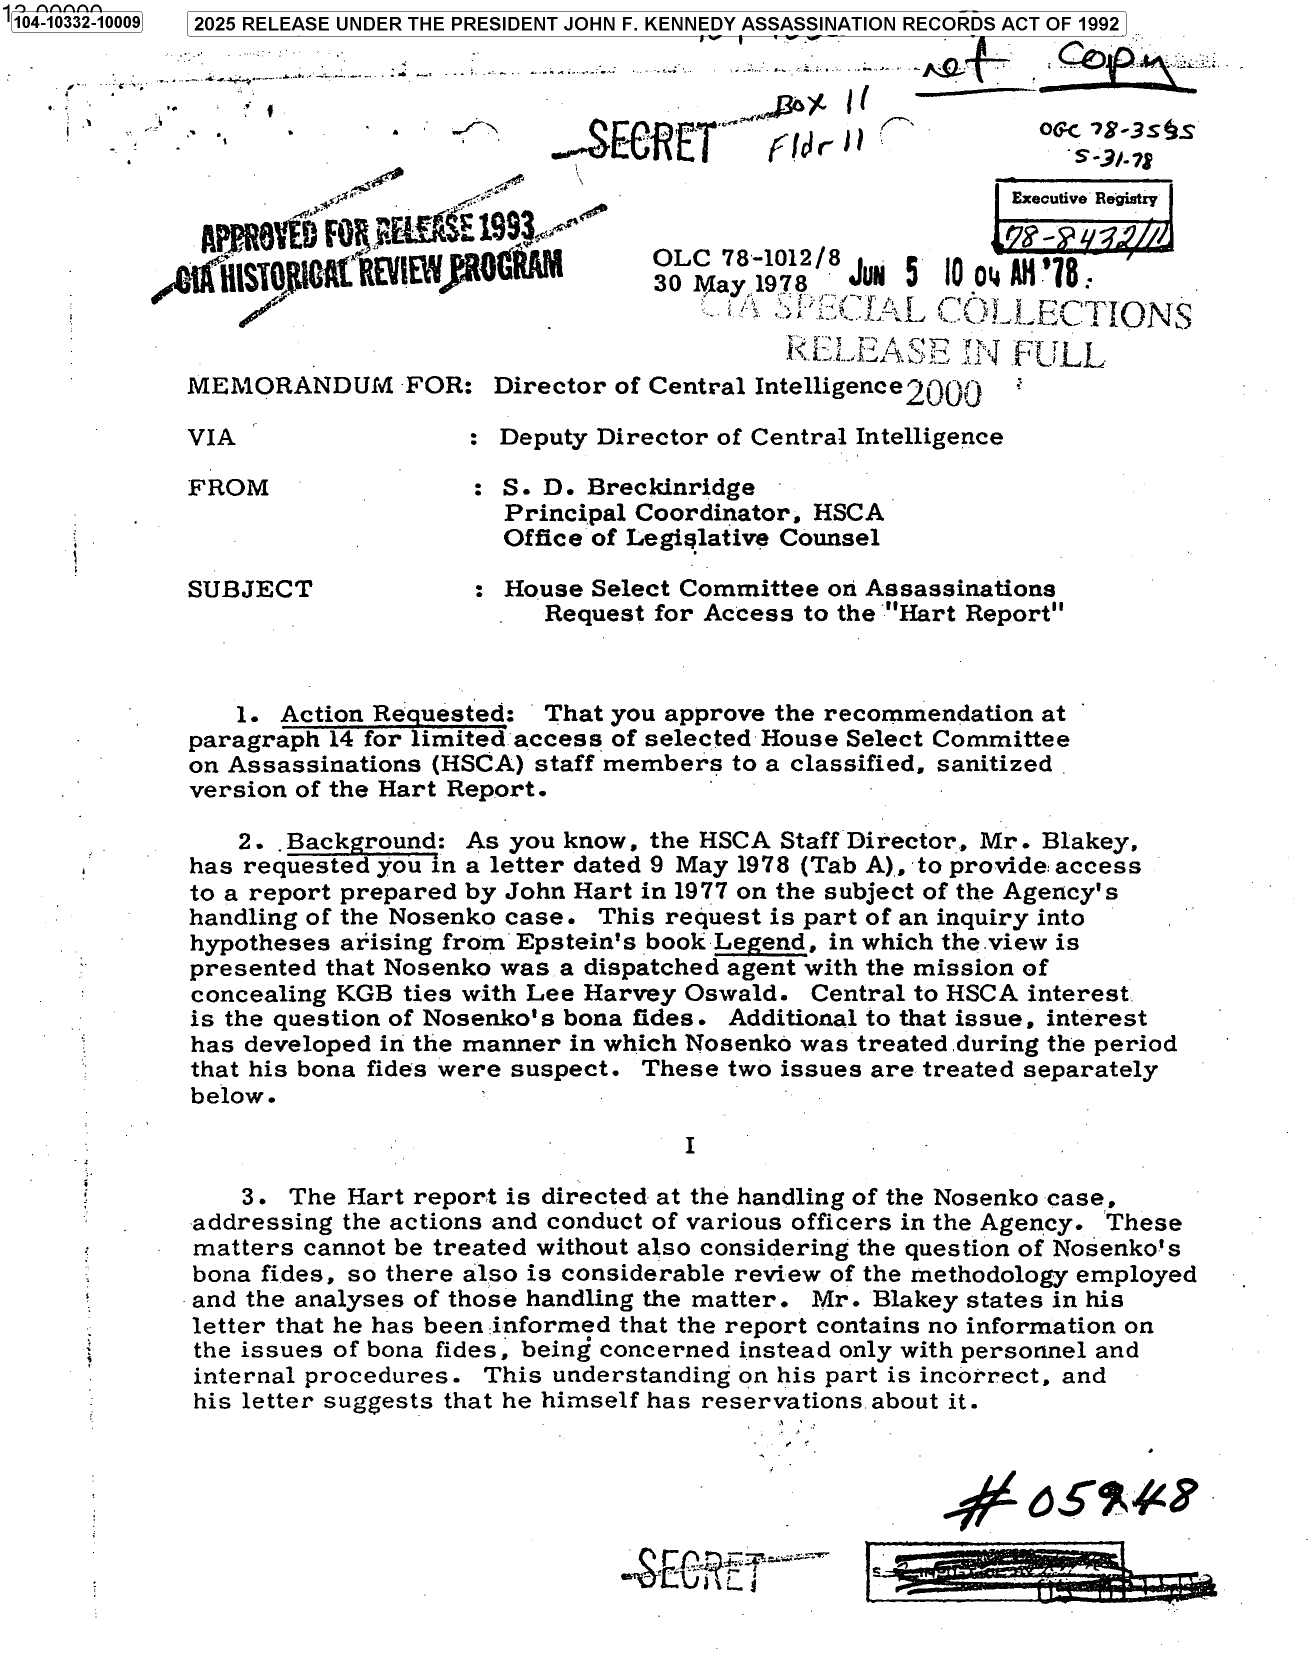 104-10332-10009
2025 RELEASE UNDER THE PRESIDENT JOHN F. KENNEDY ASSASSINATION RECORDS ACT OF 1992
ret Copy
Box 11
SECRET Fldr 11
5-31-78
Executive Registry
APPROVED FOR RELEASE 1993
CIA HISTORICAL REVIEW PROGRAM
OLC 78-1012/8
30 May 1978 JUN 5 10 04 AM '78
CIA SPECIAL COLLECTIONS
RELEASE IN FULL
2000
MEMORANDUM FOR: Director of Central Intelligence
VIA : Deputy Director of Central Intelligence
FROM : S. D. Breckinridge
Principal Coordinator, HSCA
Office of Legislative Counsel
SUBJECT : House Select Committee on Assassinations
Request for Access to the "Hart Report"
1. Action Requested: That you approve the recommendation at
paragraph 14 for limited access of selected House Select Committee
on Assassinations (HSCA) staff members to a classified, sanitized
version of the Hart Report.
2. Background: As you know, the HSCA Staff Director, Mr. Blakey,
has requested you in a letter dated 9 May 1978 (Tab A), to provide access
to a report prepared by John Hart in 1977 on the subject of the Agency's
handling of the Nosenko case. This request is part of an inquiry into
hypotheses arising from Epstein's book Legend, in which the view is
presented that Nosenko was a dispatched agent with the mission of
concealing KGB ties with Lee Harvey Oswald. Central to HSCA interest
is the question of Nosenko's bona fides. Additional to that issue, interest
has developed in the manner in which Nosenko was treated during the period
that his bona fides were suspect. These two issues are treated separately
below.
I
3. The Hart report is directed at the handling of the Nosenko case,
addressing the actions and conduct of various officers in the Agency. These
matters cannot be treated without also considering the question of Nosenko's
bona fides, so there also is considerable review of the methodology employed
and the analyses of those handling the matter. Mr. Blakey states in his
letter that he has been informed that the report contains no information on
the issues of bona fides, being concerned instead only with personnel and
internal procedures. This understanding on his part is incorrect, and
his letter suggests that he himself has reservations about it.
SECRET